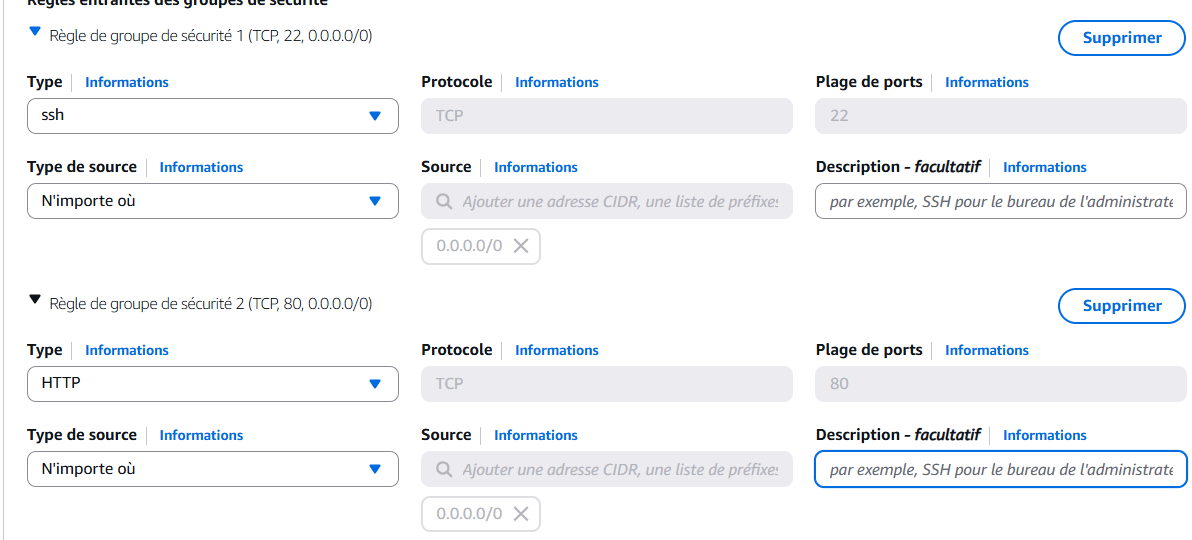 Règles entrantes des groupes de sécurité
Règle de groupe de sécurité 1 (TCP, 22, 0.0.0.0/0)
Supprimer
Type Informations
Protocole Informations
Plage de ports Informations
ssh
TCP
22
Type de source Informations
Source Informations
Description - facultatif Informations
N'importe où
Ajouter une adresse CIDR, une liste de préfixes
par exemple, SSH pour le bureau de l'administrate
0.0.0.0/0
Règle de groupe de sécurité 2 (TCP, 80, 0.0.0.0/0)
Supprimer
Type Informations
Protocole Informations
Plage de ports Informations
HTTP
TCP
80
Type de source Informations
Source Informations
Description - facultatif Informations
N'importe où
Ajouter une adresse CIDR, une liste de préfixes
par exemple, SSH pour le bureau de l'administrate
0.0.0.0/0